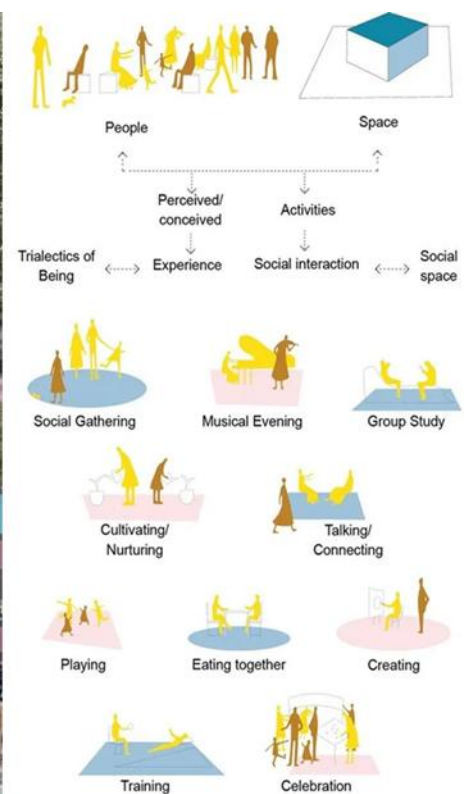 People
Space
Perceived/
conceived
Activities
Trialectics of
Being
Experience
Social interaction
Social
space
Social Gathering
Musical Evening
Group Study
Cultivating/
Nurturing
Talking/
Connecting
Playing
Eating together
Creating
Training
Celebration